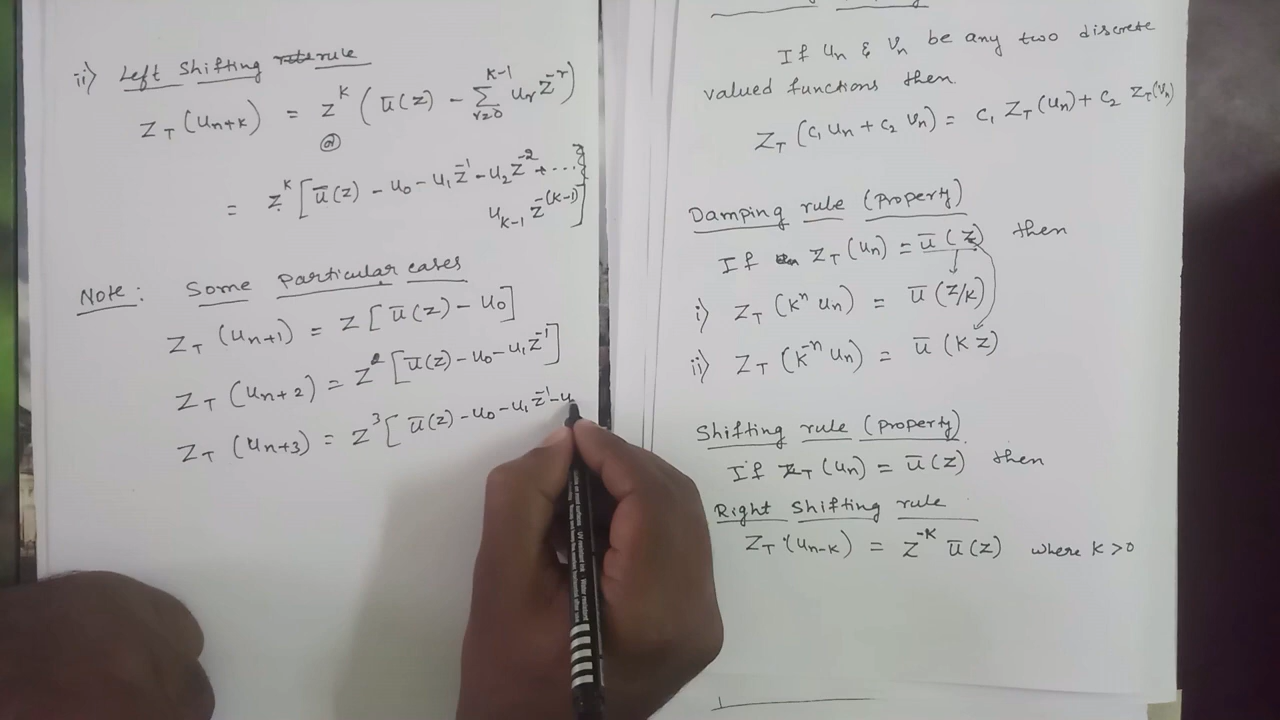 ii) Left Shifting rule
Z_T (u_{n+k}) = z^k ( ū(z) - Σ_{r=0}^{k-1} u_r z^{-r} )
@
= z^k [ ū(z) - u_0 - u_1 z^{-1} - u_2 z^{-2} + ...
u_{k-1} z^{-(k-1)} ]
Note: Some Particular cases
Z_T (u_{n+1}) = z [ ū(z) - u_0 ]
Z_T (u_{n+2}) = z^2 [ ū(z) - u_0 - u_1 z^{-1} ]
Z_T (u_{n+3}) = z^3 [ ū(z) - u_0 - u_1 z^{-1} - u
If u_n & v_n be any two discrete
valued functions then.
Z_T (c_1 u_n + c_2 v_n) = c_1 Z_T (u_n) + c_2 Z_T (v_n)
Damping rule (Property)
If Z_T (u_n) = ū(z) then
i) Z_T (k^n u_n) = ū(z/k)
ii) Z_T (k^{-n} u_n) = ū(kz)
Shifting rule (Property)
If Z_T (u_n) = ū(z) then
Right Shifting rule
Z_T (u_{n-k}) = z^{-k} ū(z) where k > 0